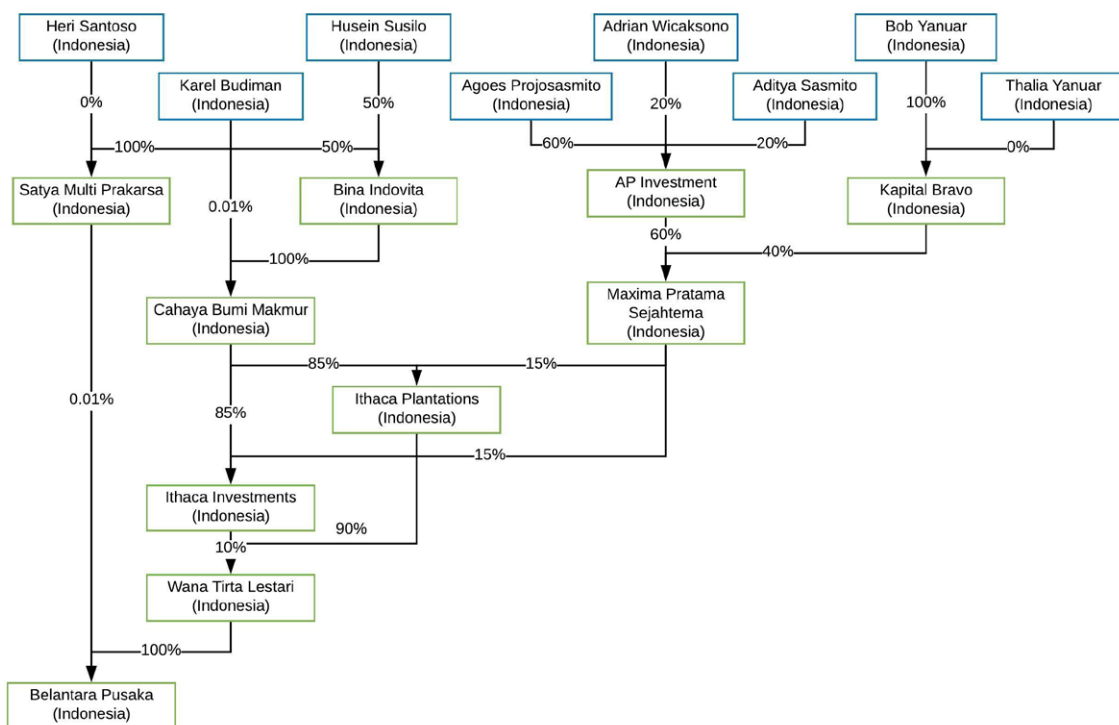 Heri Santoso
(Indonesia)
Husein Susilo
(Indonesia)
Adrian Wicaksono
(Indonesia)
Bob Yanuar
(Indonesia)
Karel Budiman
(Indonesia)
Agoes Projosasmito
(Indonesia)
Aditya Sasmito
(Indonesia)
Thalia Yanuar
(Indonesia)
0%
50%
20%
100%
100%
50%
60%
20%
0%
Satya Multi Prakarsa
(Indonesia)
0.01%
Bina Indovita
(Indonesia)
AP Investment
(Indonesia)
Kapital Bravo
(Indonesia)
60%
100%
40%
Cahaya Bumi Makmur
(Indonesia)
Maxima Pratama
Sejahtema
(Indonesia)
85%
15%
0.01%
85%
Ithaca Plantations
(Indonesia)
15%
Ithaca Investments
(Indonesia)
90%
10%
Wana Tirta Lestari
(Indonesia)
100%
Belantara Pusaka
(Indonesia)